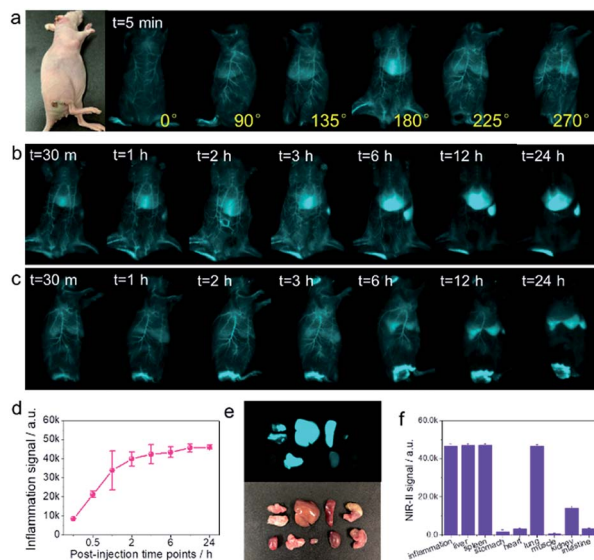 a
t=5 min
0° 90° 135° 180° 225° 270°
b
t=30 m t=1 h t=2 h t=3 h t=6 h t=12 h t=24 h
c
t=30 m t=1 h t=2 h t=3 h t=6 h t=12 h t=24 h
d
Inflammation signal / a.u.
60k
50k
40k
30k
20k
10k
0
0.5 2 6 24
Post-injection time points / h
e
f
NIR-II signal / a.u.
60.0k
40.0k
20.0k
0.0
inflammation liver spleen stomach heart lung muscle kidney intestine